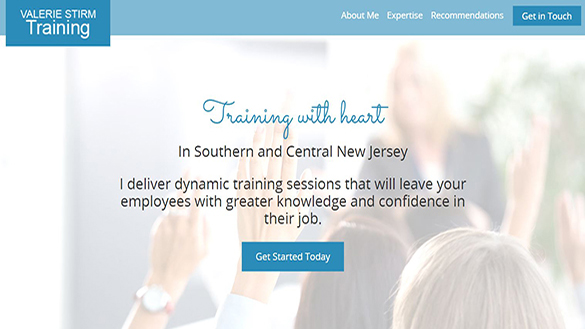 VALERIE STIRM
Training
About Me Expertise Recommendations Get in Touch
Training with heart
In Southern and Central New Jersey
I deliver dynamic training sessions that will leave your
employees with greater knowledge and confidence in
their job.
Get Started Today